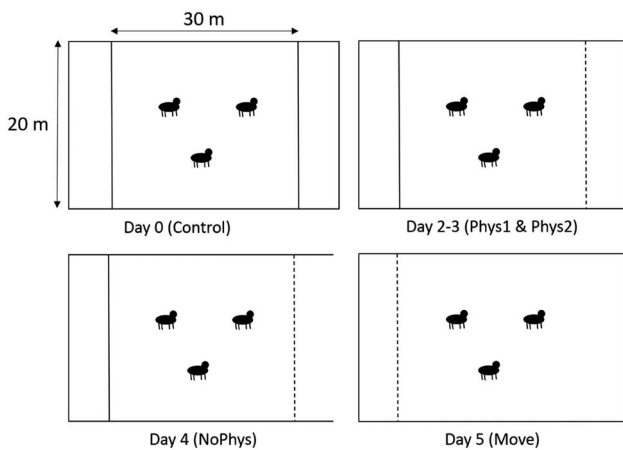 30 m
20 m
Day 0 (Control)
Day 2-3 (Phys1 & Phys2)
Day 4 (NoPhys)
Day 5 (Move)